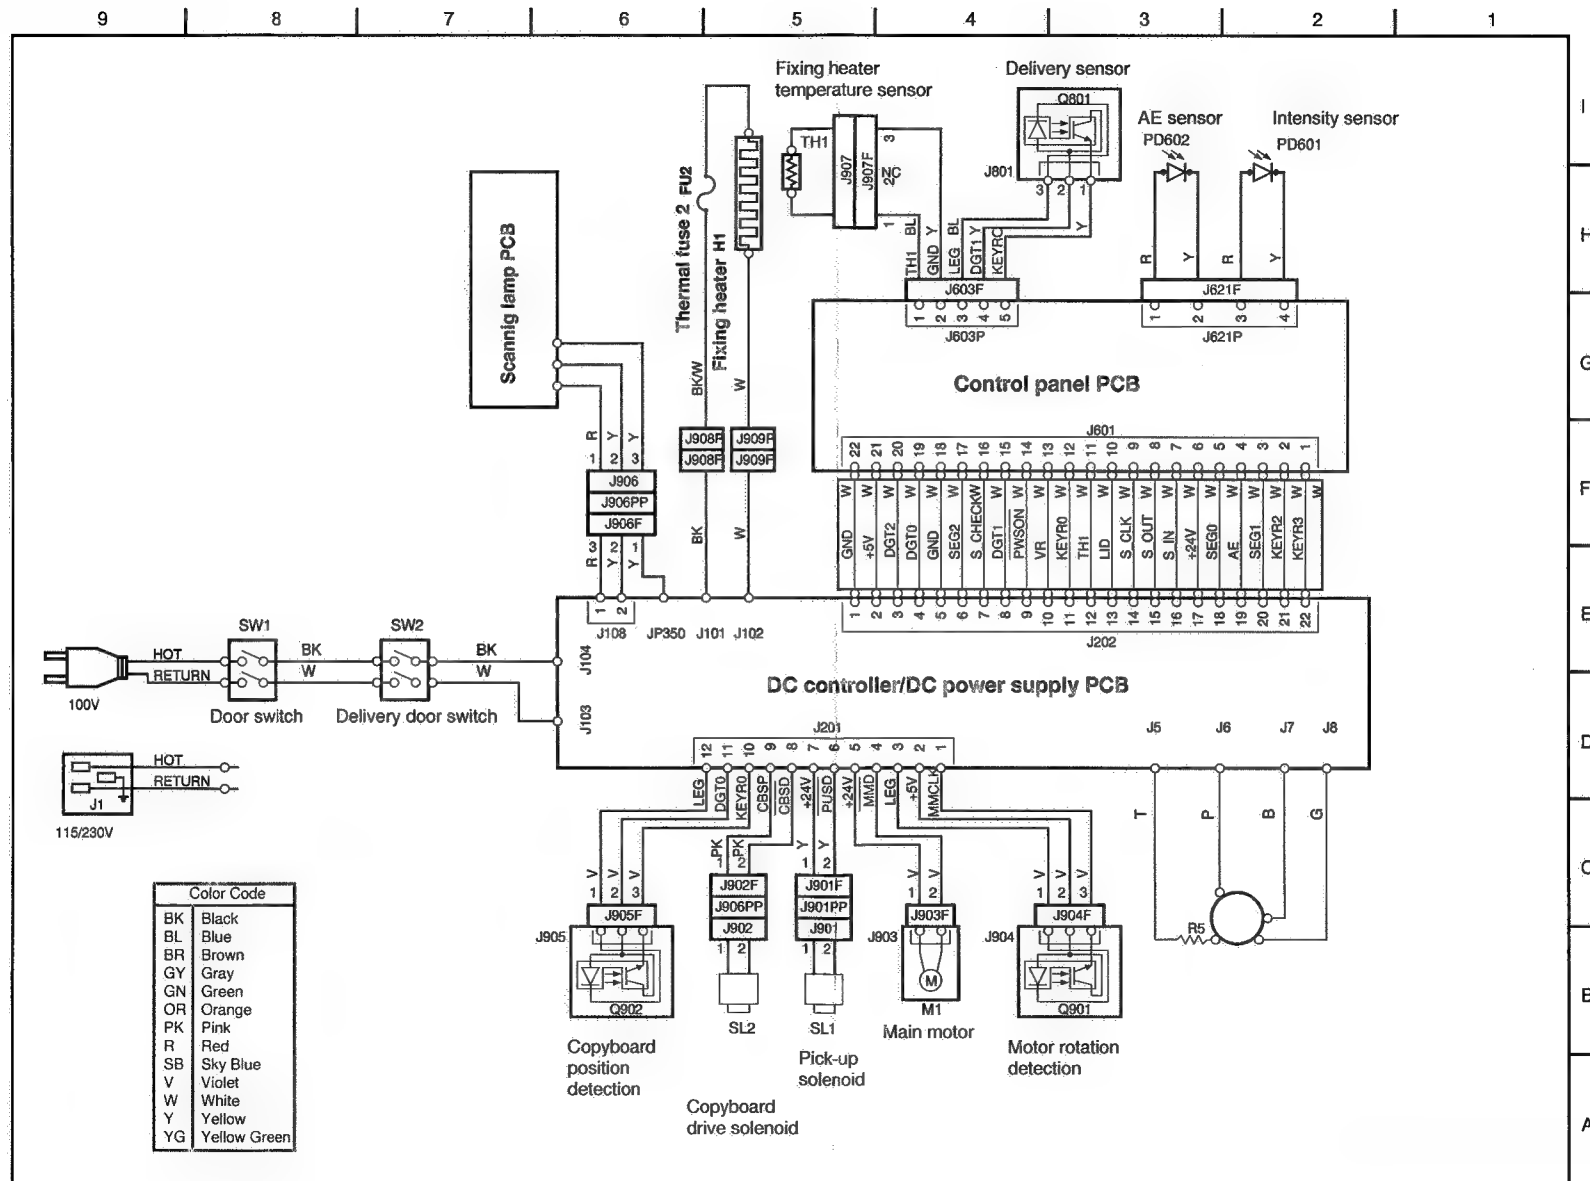 9 8 7 6 5 4 3 2 1
I
H
G
F
E
D
C
B
A
Fixing heater
temperature sensor
Delivery sensor
Q801
AE sensor
PD602
Intensity sensor
PD601
TH1
J907
J907F
3
NC
2
1
J801
3 2 1
Thermal fuse 2 FU2
Fixing heater H1
Scannig lamp PCB
BL Y BL Y Y
TH1 GND LEG DGT1 KEYRC
R Y R Y
J603F
1 2 3 4 5
J603P
J621F
1 2 3 4
J621P
Control panel PCB
BK/W W
R Y Y
1 2 3
J906
J906PP
J906F
3 2 1
R Y Y
J908P J909P
J908F J909F
BK W
J601
22 21 20 19 18 17 16 15 14 13 12 11 10 9 8 7 6 5 4 3 2 1
W W W W W W W W W W W W W W W W W W W W W W
GND +5V DGT2 DGT0 GND SEG2 S_CHECK DGT1 PWSON VR KEYR0 TH1 LID S_CLK S_OUT S_IN +24V SEG0 AE SEG1 KEYR2 KEYR3
1 2 3 4 5 6 7 8 9 10 11 12 13 14 15 16 17 18 19 20 21 22
J202
1 2
J108 JP350 J101 J102
SW1 SW2
HOT BK BK
RETURN W W
100V
Door switch Delivery door switch
J104
J103
DC controller/DC power supply PCB
J201
12 11 10 9 8 7 6 5 4 3 2 1
J5 J6 J7 J8
HOT
RETURN
J1
115/230V
LEG DGT0 KEYR0 CBSP CBSD +24V PUSD +24V MMD LEG +5V MMCLK
T P B G
V V V
1 2 3
PK PK
1 2
Y Y
1 2
V V
1 2
V V V
1 2 3
J905F
J905
Q902
J902F
J906PP
J902
1 2
SL2
J901F
J901PP
J901
1 2
SL1
J903F
J903
M
M1
J904F
J904
Q901
R5
Copyboard
position
detection
Copyboard
drive solenoid
Pick-up
solenoid
Main motor
Motor rotation
detection
Color Code
BK Black
BL Blue
BR Brown
GY Gray
GN Green
OR Orange
PK Pink
R Red
SB Sky Blue
V Violet
W White
Y Yellow
YG Yellow Green